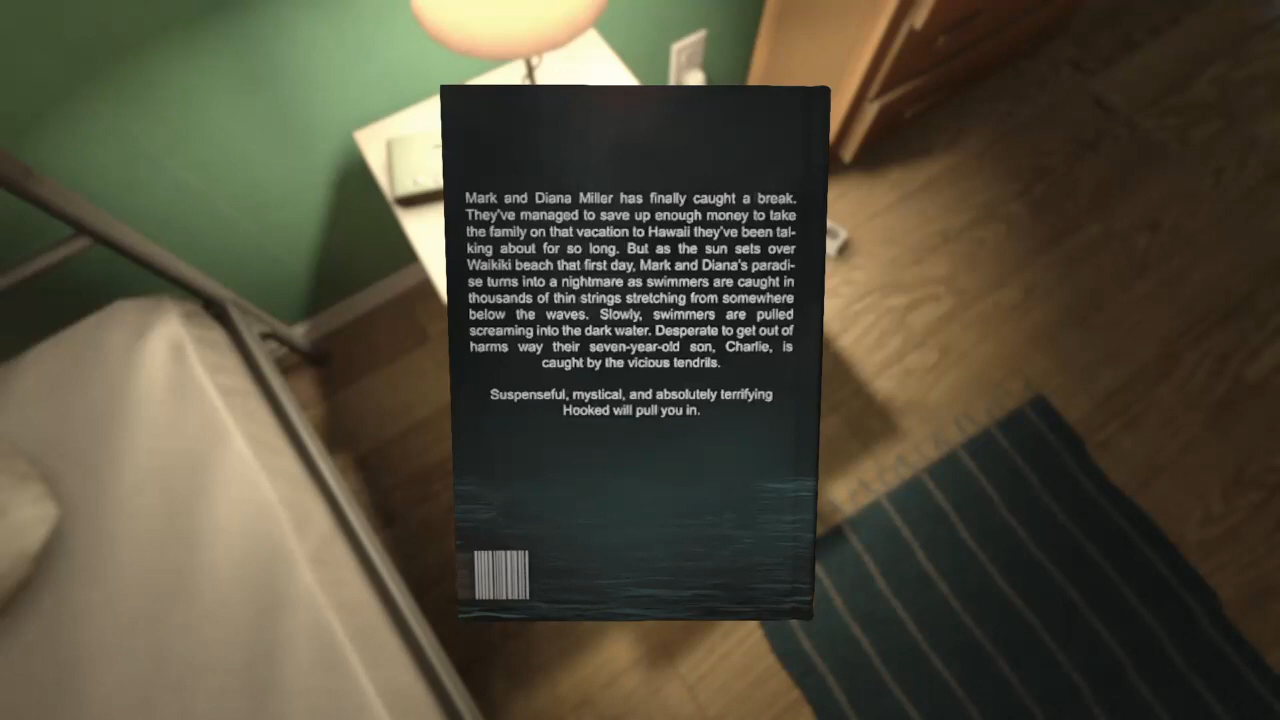 Mark and Diana Miller has finally caught a break.
They've managed to save up enough money to take
the family on that vacation to Hawaii they've been tal-
king about for so long. But as the sun sets over
Waikiki beach that first day, Mark and Diana's paradi-
se turns into a nightmare as swimmers are caught in
thousands of thin strings stretching from somewhere
below the waves. Slowly, swimmers are pulled
screaming into the dark water. Desperate to get out of
harms way their seven-year-old son, Charlie, is
caught by the vicious tendrils.
Suspenseful, mystical, and absolutely terrifying
Hooked will pull you in.